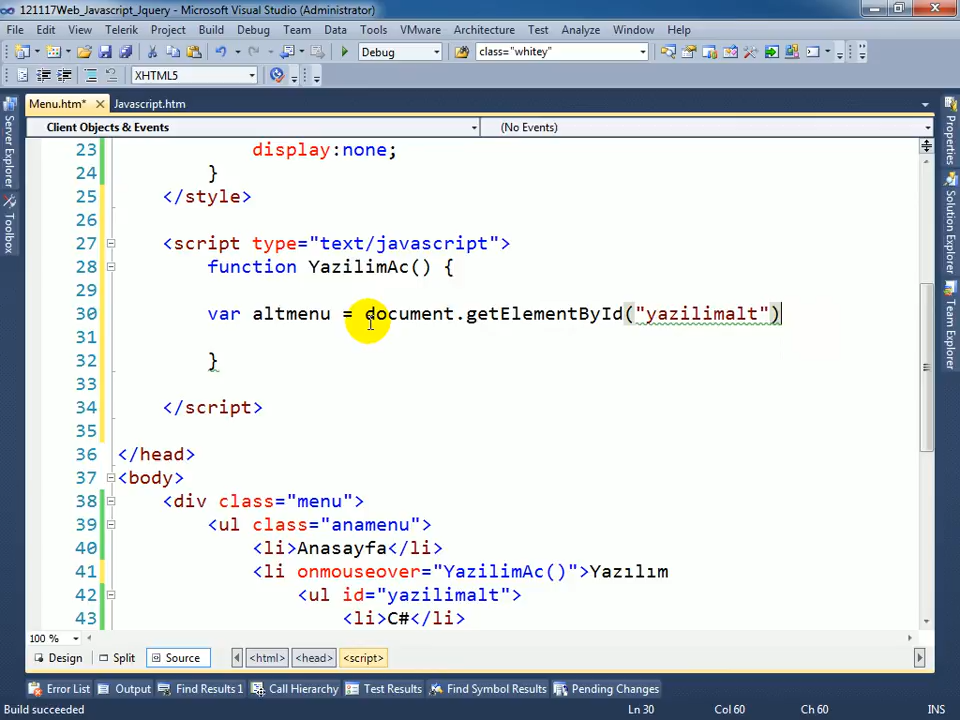 121117Web_Javascript_Jquery - Microsoft Visual Studio (Administrator)
File Edit View Telerik Project Build Debug Team Data Tools VMware Architecture Test Analyze Window Help
Debug class="whitey"
XHTML5
Menu.htm* Javascript.htm
Client Objects & Events (No Events)
23 display:none;
24 }
25 </style>
26
27 <script type="text/javascript">
28 function YazilimAc() {
29
30 var altmenu = document.getElementById("yazilimalt")
31
32 }
33
34 </script>
35
36 </head>
37 <body>
38 <div class="menu">
39 <ul class="anamenu">
40 <li>Anasayfa</li>
41 <li onmouseover="YazilimAc()">Yazılım
42 <ul id="yazilimalt">
43 <li>C#</li>
100 %
Design Split Source <html> <head> <script>
Error List Output Find Results 1 Call Hierarchy Test Results Find Symbol Results Pending Changes
Build succeeded Ln 30 Col 60 Ch 60 INS
Server Explorer
Toolbox
Properties
Solution Explorer
Team Explorer